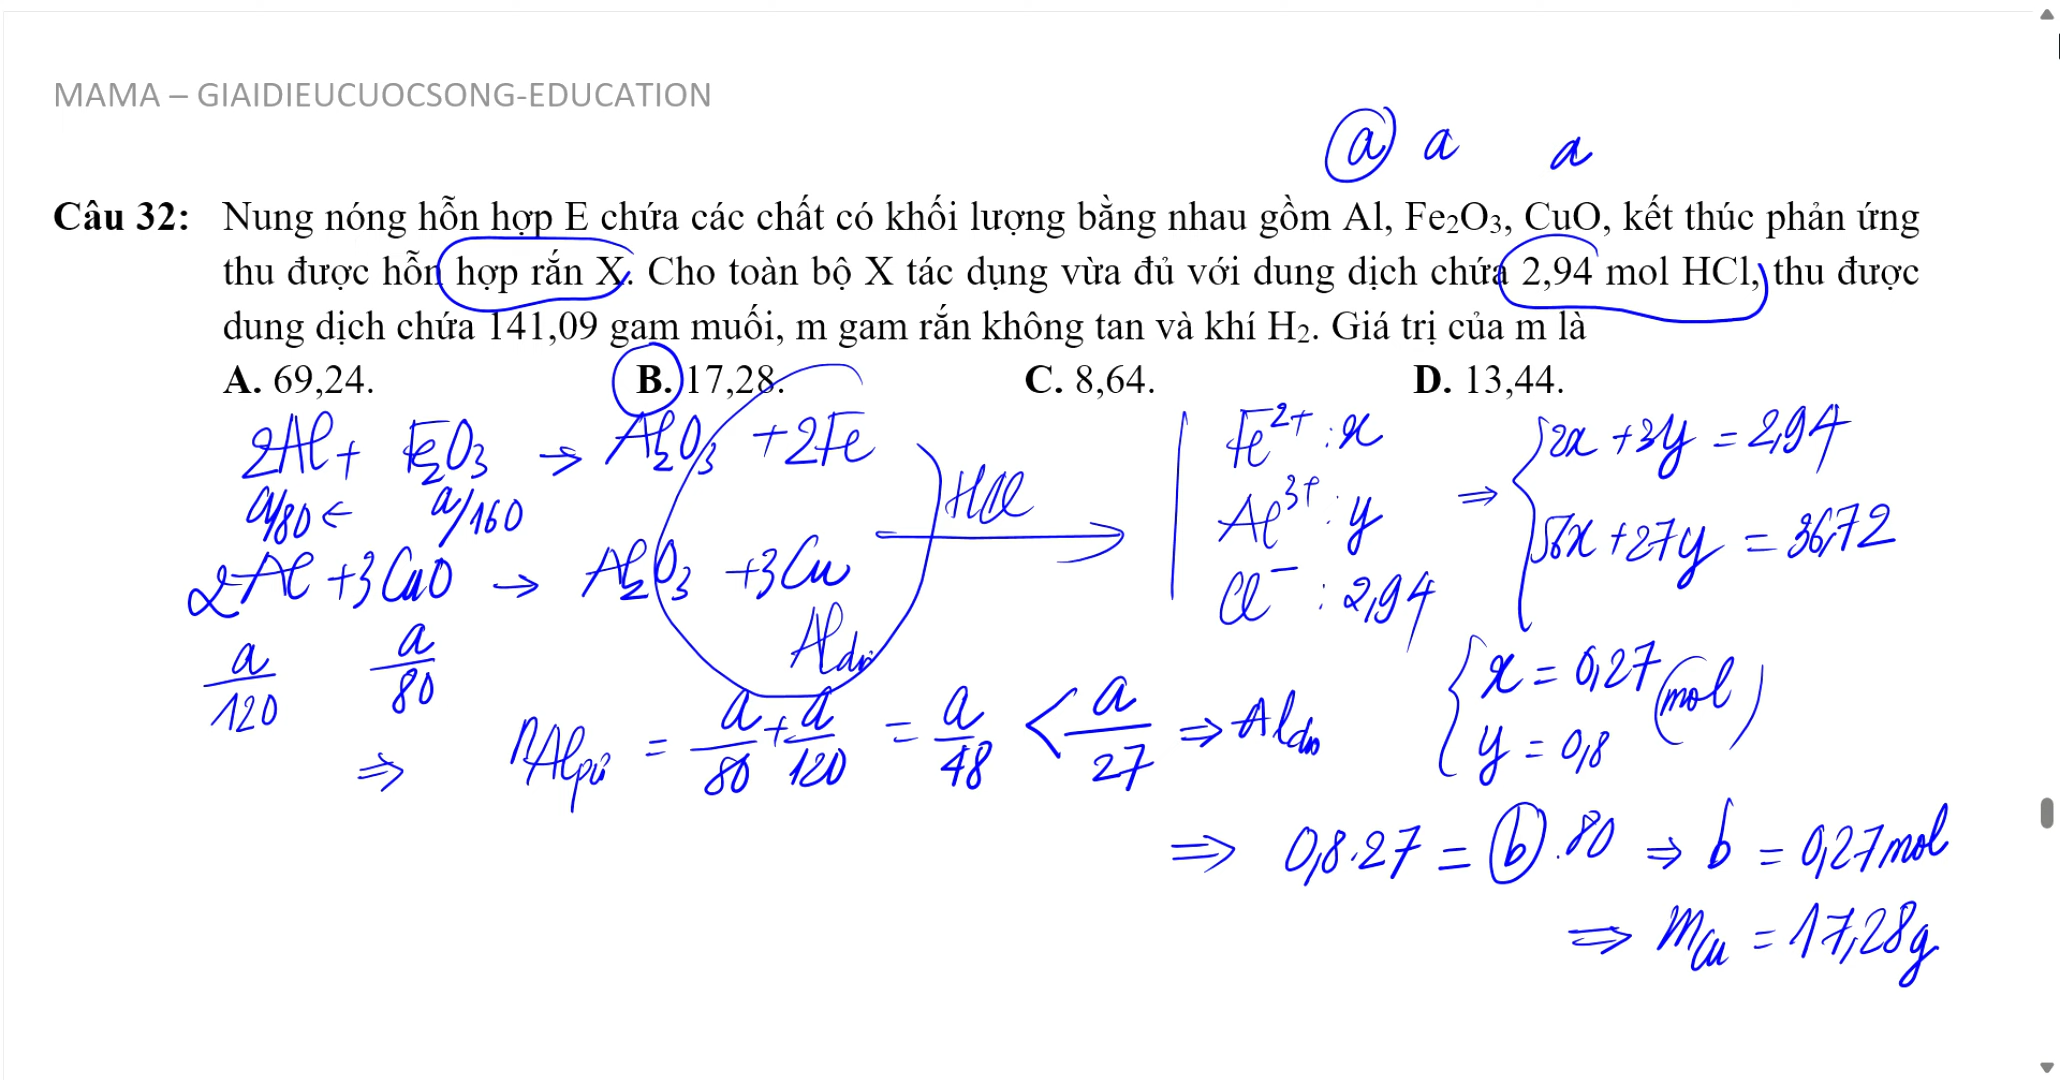 MAMA – GIAIDIEUCUOCSONG-EDUCATION
(a) a a
Câu 32: Nung nóng hỗn hợp E chứa các chất có khối lượng bằng nhau gồm Al, Fe₂O₃, CuO, kết thúc phản ứng
thu được hỗn hợp rắn X. Cho toàn bộ X tác dụng vừa đủ với dung dịch chứa 2,94 mol HCl, thu được
dung dịch chứa 141,09 gam muối, m gam rắn không tan và khí H₂. Giá trị của m là
A. 69,24. B. 17,28. C. 8,64. D. 13,44.
2Al + Fe₂O₃ → Al₂O₃ + 2Fe
a/80 ← a/160
2Al + 3CuO → Al₂O₃ + 3Cu
Al dư
a/120 a/80
HCl
Fe²⁺ : x
Al³⁺ : y
Cl⁻ : 2,94
⇒ 2x + 3y = 2,94
56x + 27y = 36,72
x = 0,27 (mol)
y = 0,8
⇒ nAl pứ = a/80 + a/120 = a/48 < a/27 ⇒ Al dư
⇒ 0,8.27 = b.80 ⇒ b = 0,27 mol
⇒ mCu = 17,28g